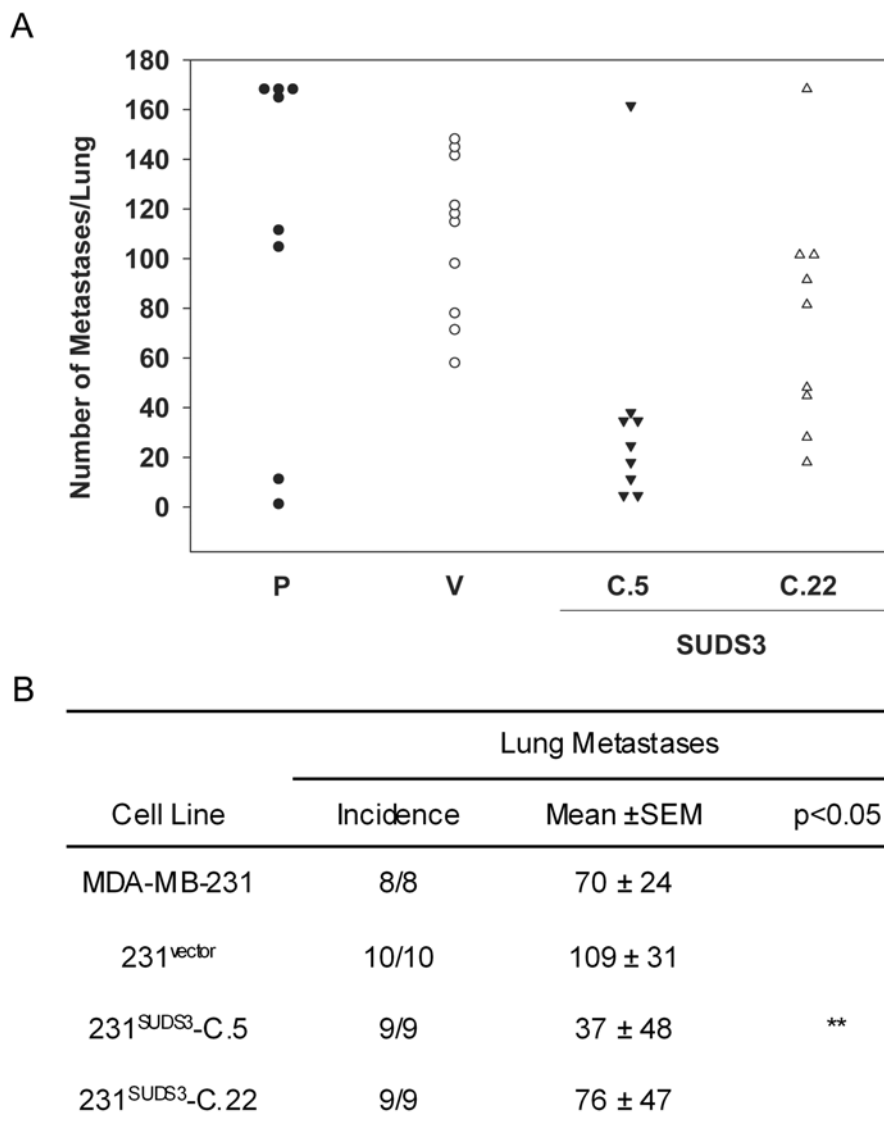 A
Number of Metastases/Lung
180
160
140
120
100
80
60
40
20
0
P V C.5 C.22
SUDS3
B
Lung Metastases
Cell Line Incidence Mean ±SEM p<0.05
MDA-MB-231 8/8 70 ± 24
231vector 10/10 109 ± 31
231SUDS3-C.5 9/9 37 ± 48 **
231SUDS3-C.22 9/9 76 ± 47